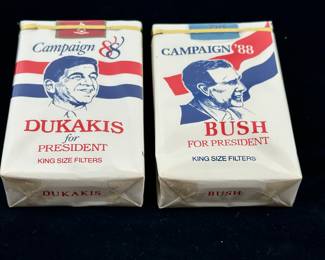 Campaign 88
DUKAKIS
for
PRESIDENT
KING SIZE FILTERS
DUKAKIS
CAMPAIGN '88
BUSH
FOR PRESIDENT
KING SIZE FILTERS
BUSH